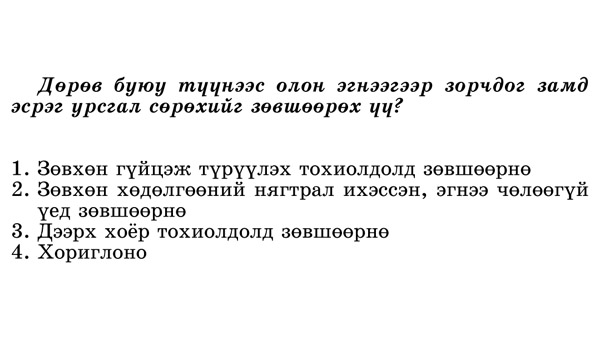 Дөрөв буюу түүнээс олон эгнээгээр зорчдог замд
эсрэг урсгал сөрөхийг зөвшөөрөх үү?
1. Зөвхөн гүйцэж түрүүлэх тохиолдолд зөвшөөрнө
2. Зөвхөн хөдөлгөөний нягтрал ихэссэн, эгнээ чөлөөгүй
үед зөвшөөрнө
3. Дээрх хоёр тохиолдолд зөвшөөрнө
4. Хориглоно